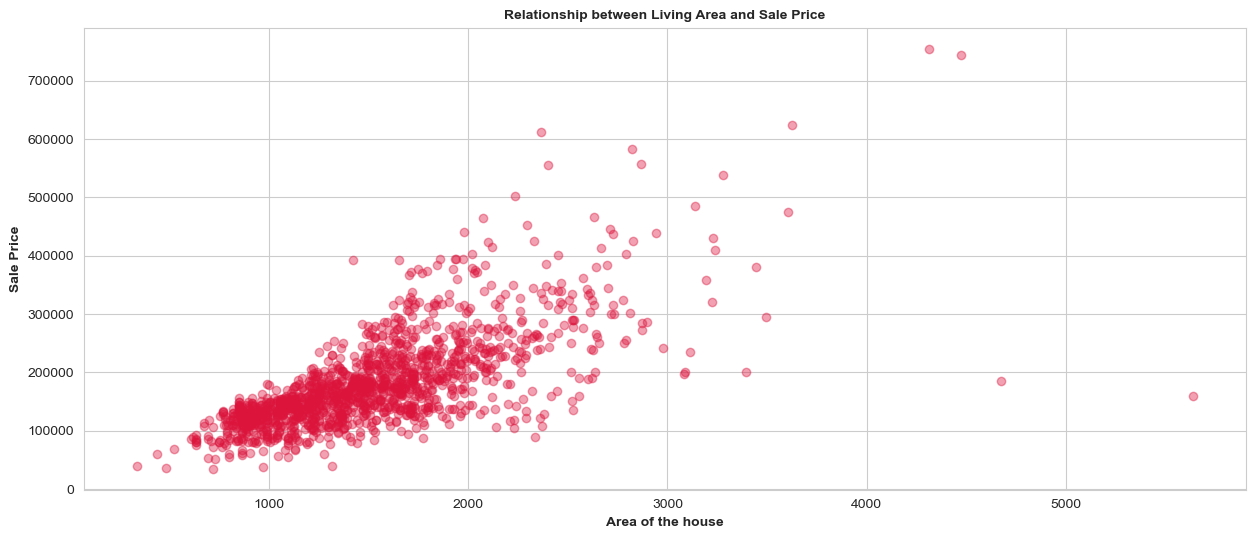 Relationship between Living Area and Sale Price
Sale Price
700000
600000
500000
400000
300000
200000
100000
0
1000 2000 3000 4000 5000
Area of the house